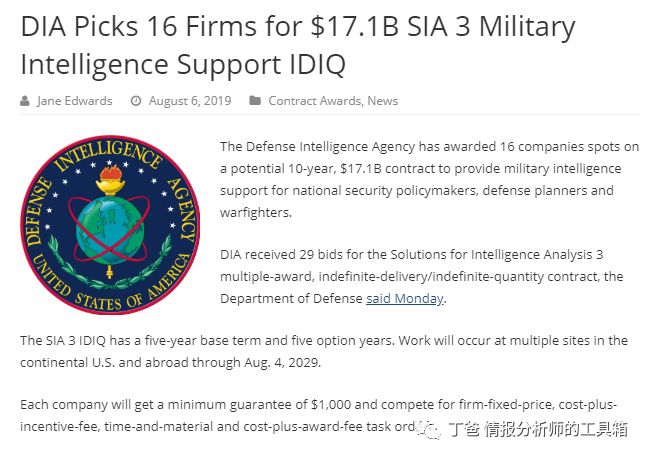 DIA Picks 16 Firms for $17.1B SIA 3 Military
Intelligence Support IDIQ
Jane Edwards August 6, 2019 Contract Awards, News
DEFENSE INTELLIGENCE AGENCY
UNITED STATES OF AMERICA
The Defense Intelligence Agency has awarded 16 companies spots on
a potential 10-year, $17.1B contract to provide military intelligence
support for national security policymakers, defense planners and
warfighters.
DIA received 29 bids for the Solutions for Intelligence Analysis 3
multiple-award, indefinite-delivery/indefinite-quantity contract, the
Department of Defense said Monday.
The SIA 3 IDIQ has a five-year base term and five option years. Work will occur at multiple sites in the
continental U.S. and abroad through Aug. 4, 2029.
Each company will get a minimum guarantee of $1,000 and compete for firm-fixed-price, cost-plus-
incentive-fee, time-and-material and cost-plus-award-fee task
丁爸 情报分析师的工具箱